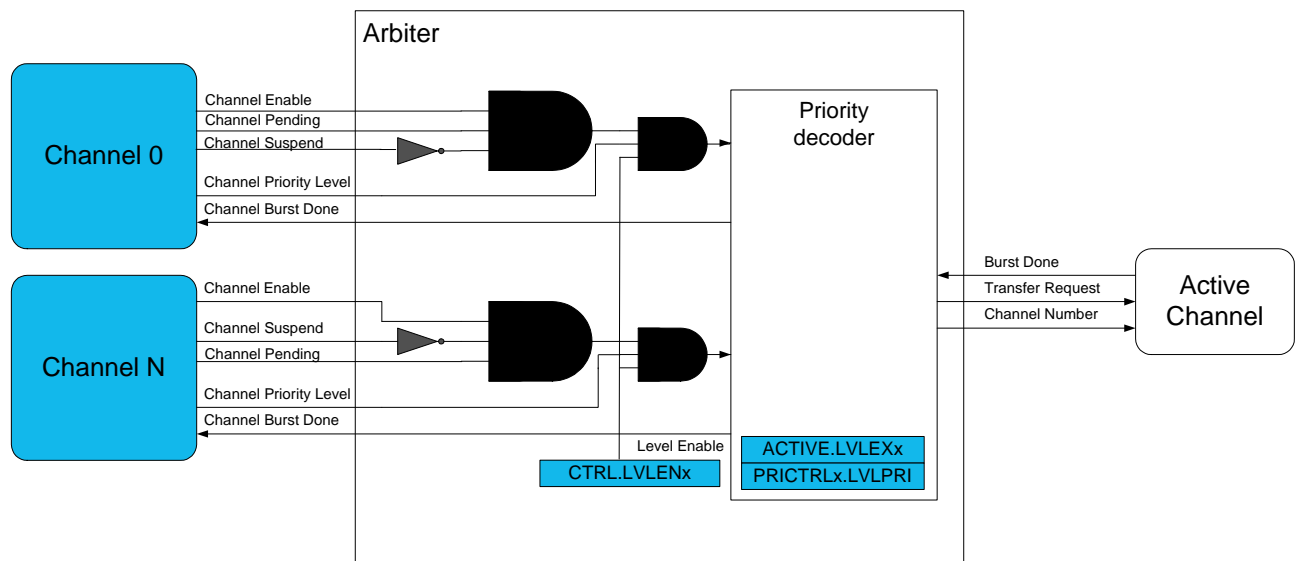 Arbiter
Channel 0
Channel Enable
Channel Pending
Channel Suspend
Channel Priority Level
Channel Burst Done
Priority
decoder
Channel N
Channel Enable
Channel Suspend
Channel Pending
Channel Priority Level
Channel Burst Done
Level Enable
CTRL.LVLENx
ACTIVE.LVLEXx
PRICTRLx.LVLPRI
Burst Done
Transfer Request
Channel Number
Active
Channel